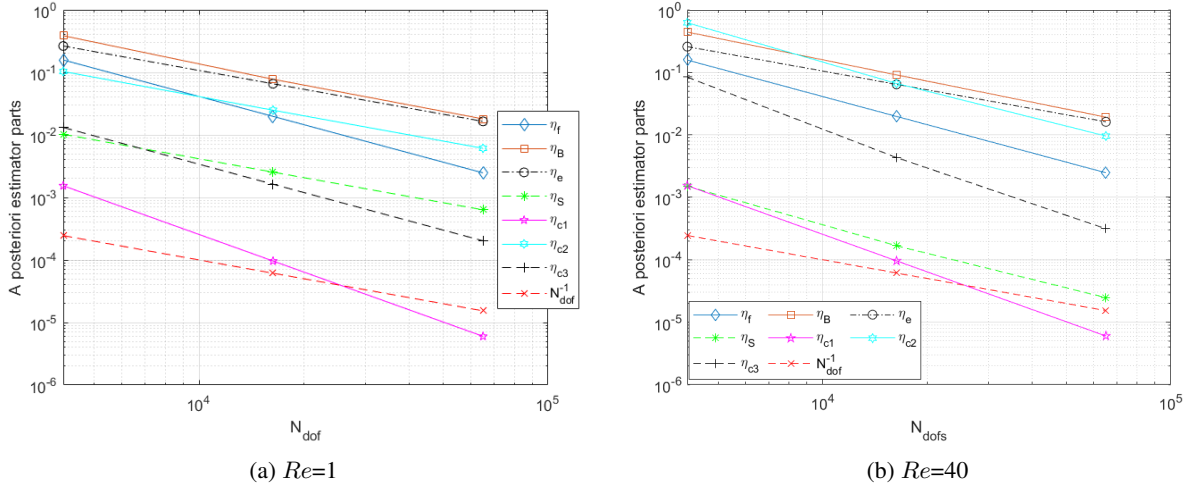 10^0
10^-1
10^-2
10^-3
10^-4
10^-5
10^-6
A posteriori estimator parts
10^4
10^5
N_dof
η_f
η_B
η_e
η_S
η_c1
η_c2
η_c3
N_dof^-1
(a) Re=1
10^0
10^-1
10^-2
10^-3
10^-4
10^-5
10^-6
A posteriori estimator parts
η_f η_B η_e
η_S η_c1 η_c2
η_c3 N_dof^-1
10^4
10^5
N_dofs
(b) Re=40